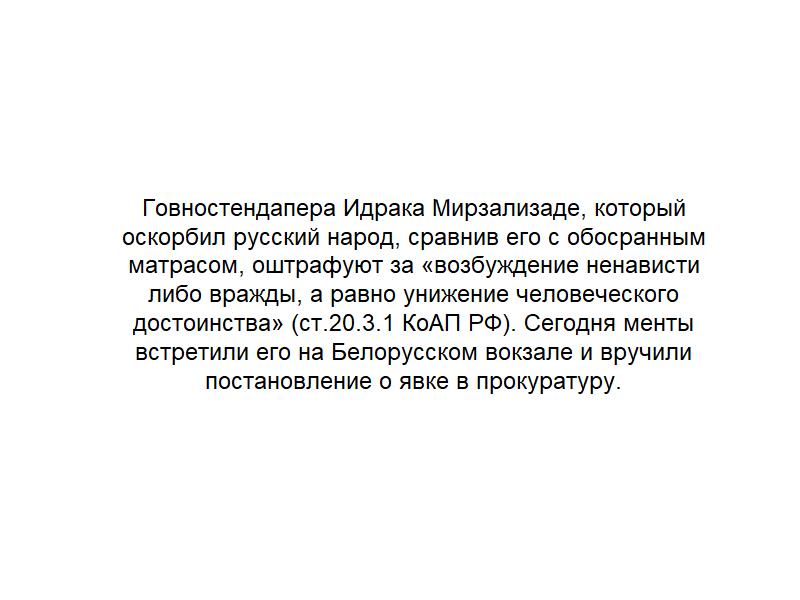 Говностендапера Идрака Мирзализаде, который
оскорбил русский народ, сравнив его с обосранным
матрасом, оштрафуют за «возбуждение ненависти
либо вражды, а равно унижение человеческого
достоинства» (ст.20.3.1 КоАП РФ). Сегодня менты
встретили его на Белорусском вокзале и вручили
постановление о явке в прокуратуру.